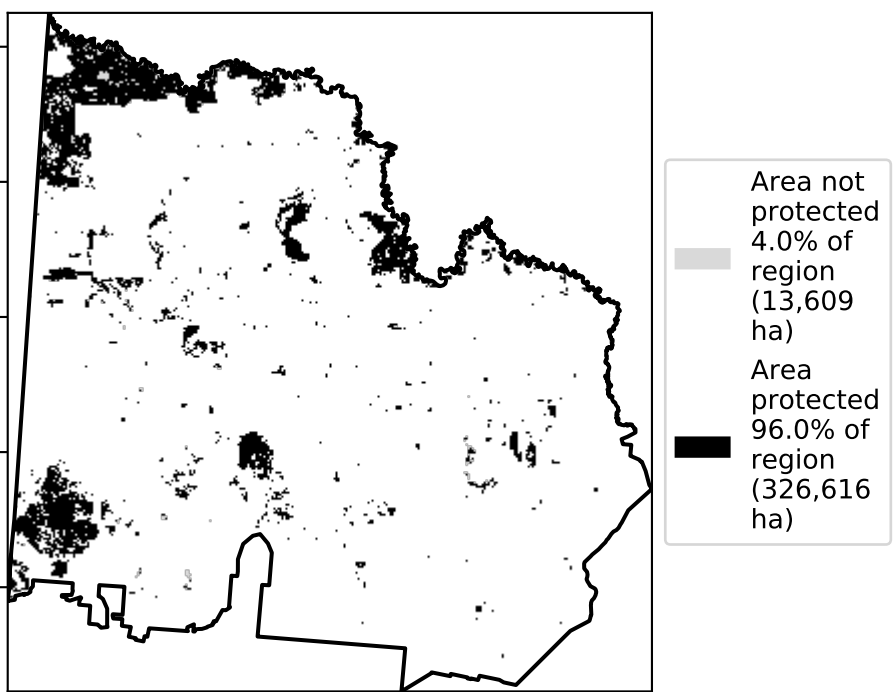 Area not
protected
4.0% of
region
(13,609
ha)
Area
protected
96.0% of
region
(326,616
ha)